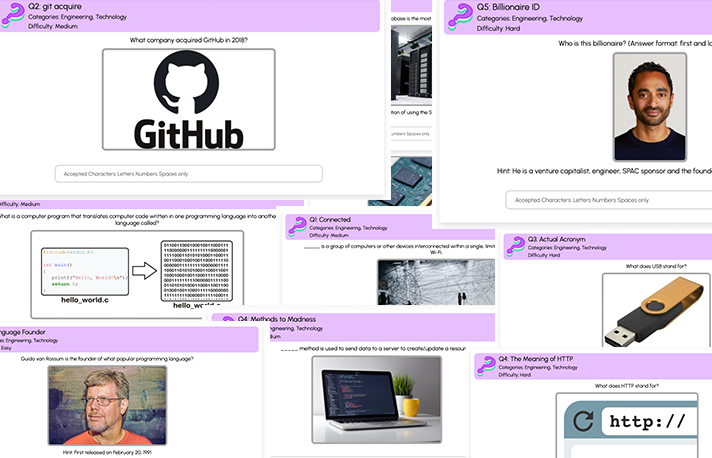 Q2: git acquire
Categories: Engineering, Technology
Difficulty: Medium
What company acquired GitHub in 2018?
GitHub
Accepted Characters: Letters Numbers Spaces only
abase is the most
tion of using the S
umbers Spaces only
Q5: Billionaire ID
Categories: Engineering, Technology
Difficulty: Hard
Who is this billionaire? (Answer format: first and la
Hint: He is a venture capitalist, engineer, SPAC sponsor and the found
Accepted Characters: Letters Numbers Spaces only
Difficulty: Medium
What is a computer program that translates computer code written in one programming language into anothe
language called?
#include<stdio.h>
int main()
{
printf("Hello, World!\n");
return 0;
}
hello_world.c
Q1: Connected
Categories: Engineering, Technology
Difficulty: Medium
_____ is a group of computers or other devices interconnected within a single, limit
Wi-Fi.
Q3: Actual Acronym
Categories: Engineering, Technology
Difficulty: Hard
What does USB stand for?
nguage Founder
es: Engineering, Technology
Easy
Guido van Rossum is the founder of what popular programming language?
Hint: First released on February 20, 1991
Q4: Methods to Madness
ngineering, Technology
dium
_____ method is used to send data to a server to create/update a resour
Q4: The Meaning of HTTP
Categories: Engineering, Technology
Difficulty: Hard
What does HTTP stand for?
http://